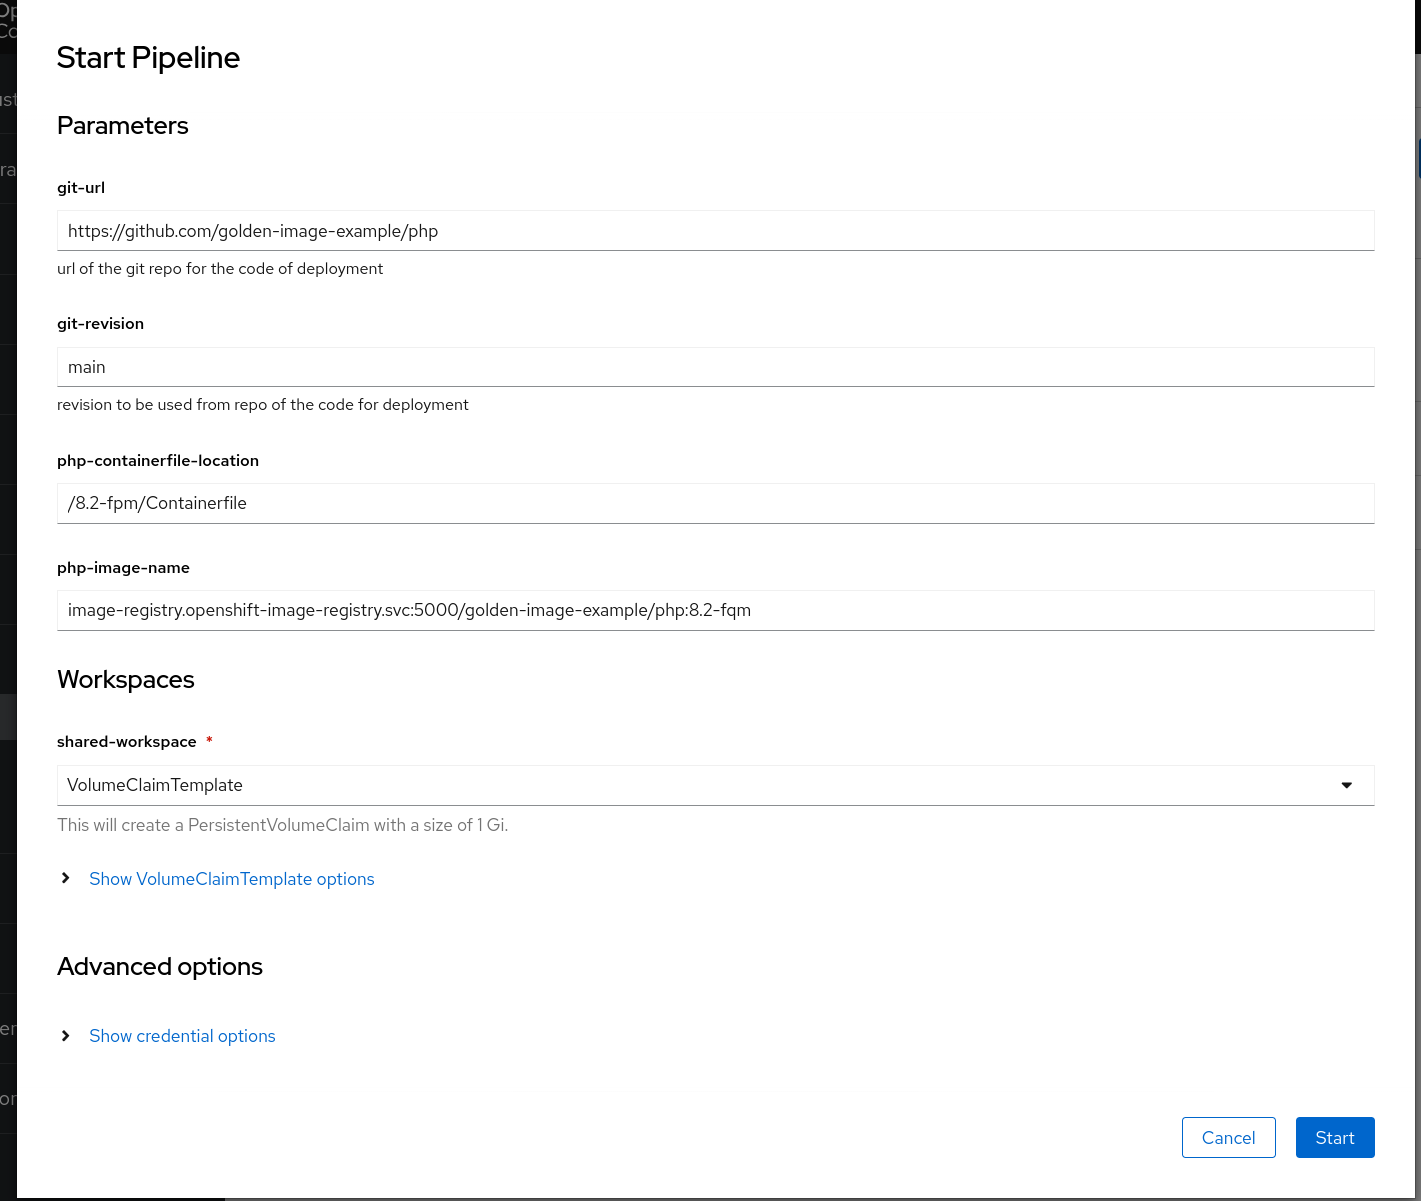 Start Pipeline
Parameters
git-url
https://github.com/golden-image-example/php
url of the git repo for the code of deployment
git-revision
main
revision to be used from repo of the code for deployment
php-containerfile-location
/8.2-fpm/Containerfile
php-image-name
image-registry.openshift-image-registry.svc:5000/golden-image-example/php:8.2-fqm
Workspaces
shared-workspace *
VolumeClaimTemplate
This will create a PersistentVolumeClaim with a size of 1 Gi.
Show VolumeClaimTemplate options
Advanced options
Show credential options
Cancel Start